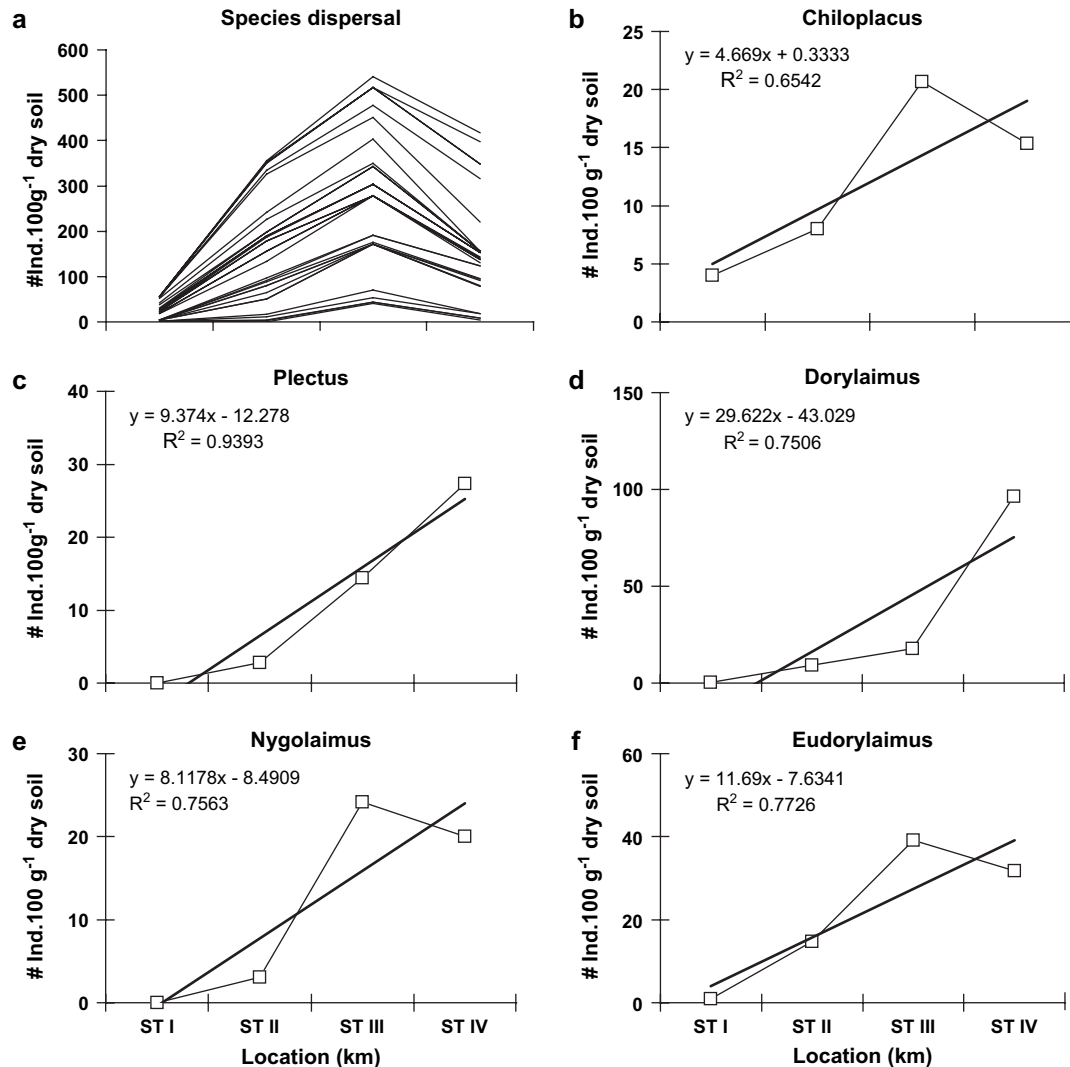 a
Species dispersal
#Ind.100g⁻¹ dry soil
600
500
400
300
200
100
0
b
Chiloplacus
# Ind.100 g⁻¹ dry soil
25
20
15
10
5
0
y = 4.669x + 0.3333
R² = 0.6542
c
Plectus
# Ind.100g⁻¹ dry soil
40
30
20
10
0
y = 9.374x - 12.278
R² = 0.9393
d
Dorylaimus
# Ind.100 g⁻¹ dry soil
150
100
50
0
y = 29.622x - 43.029
R² = 0.7506
e
Nygolaimus
# Ind.100 g⁻¹ dry soil
30
20
10
0
y = 8.1178x - 8.4909
R² = 0.7563
ST I ST II ST III ST IV
Location (km)
f
Eudorylaimus
# Ind.100 g⁻¹ dry soil
60
40
20
0
y = 11.69x - 7.6341
R² = 0.7726
ST I ST II ST III ST IV
Location (km)